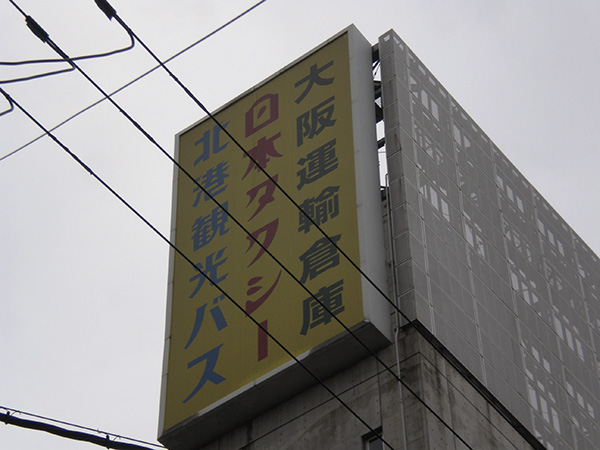 大阪運輸倉庫
日本タクシー
北港観光バス